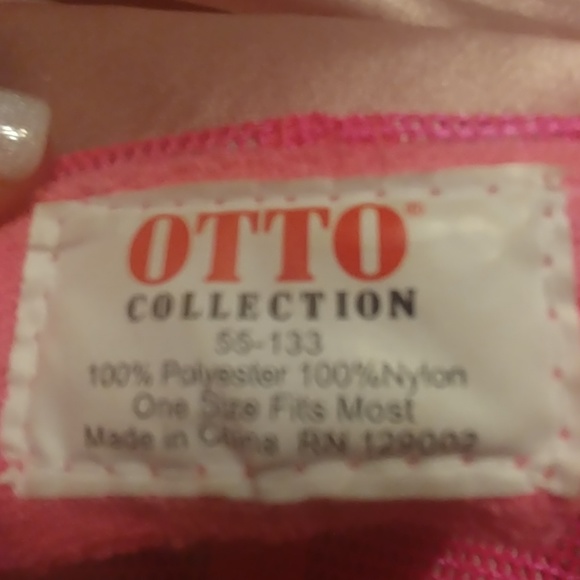 OTTO®
COLLECTION
55-133
100% Polyester 100%Nylon
One Size Fits Most
Made in China RN 129002